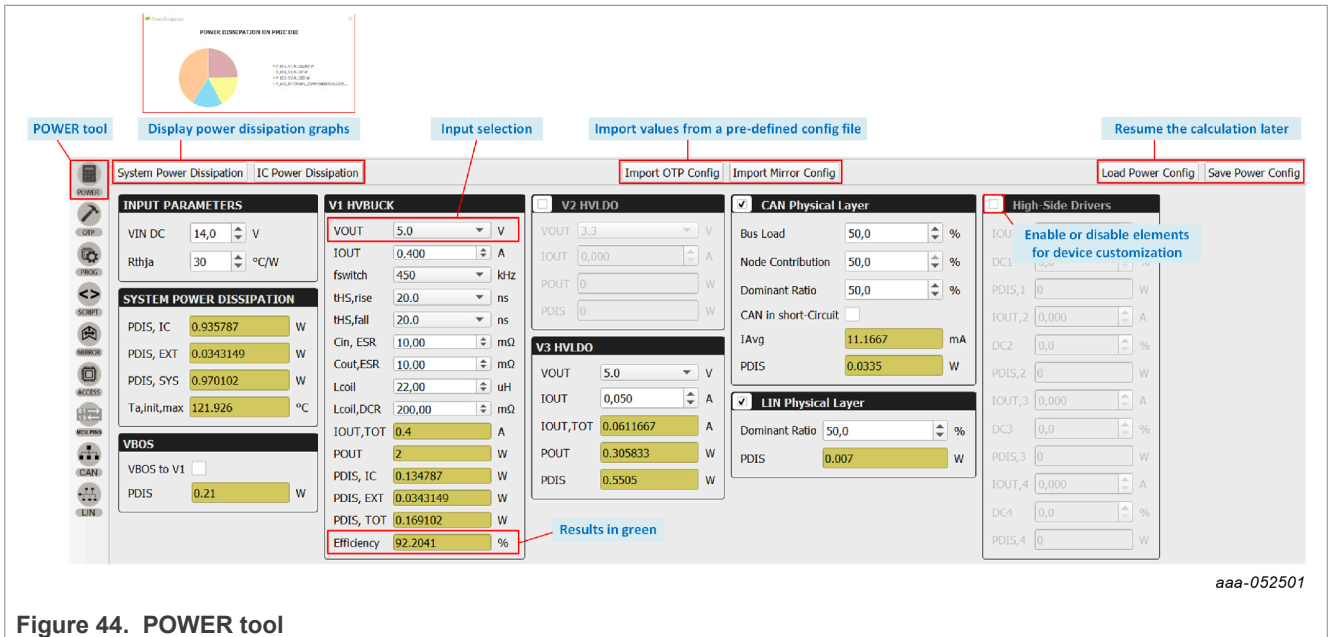 Power Dissipation
POWER DISSIPATION ON PMIC DIE
POWER tool
Display power dissipation graphs
Input selection
Import values from a pre-defined config file
Resume the calculation later
POWER
System Power Dissipation IC Power Dissipation
Import OTP Config Import Mirror Config
Load Power Config Save Power Config
OTP
PROG
SCRIPT
MIRROR
ACCESS
MCU PINS
CAN
LIN
INPUT PARAMETERS
VIN DC 14,0 V
Rthja 30 °C/W
SYSTEM POWER DISSIPATION
PDIS, IC 0.935787 W
PDIS, EXT 0.0343149 W
PDIS, SYS 0.970102 W
Ta,init,max 121.926 ºC
VBOS
VBOS to V1
PDIS 0.21 W
V1 HVBUCK
VOUT 5.0 V
IOUT 0.400 A
fswitch 450 kHz
tHS,rise 20.0 ns
tHS,fall 20.0 ns
Cin, ESR 10,00 mΩ
Cout,ESR 10,00 mΩ
Lcoil 22,00 uH
Lcoil,DCR 200,00 mΩ
IOUT,TOT 0.4 A
POUT 2 W
PDIS, IC 0.134787 W
PDIS, EXT 0.0343149 W
PDIS, TOT 0.169102 W
Efficiency 92.2041 %
V2 HVLDO
VOUT 3.3 V
IOUT 0,000 A
POUT 0 W
PDIS 0 W
V3 HVLDO
VOUT 5.0 V
IOUT 0,050 A
IOUT,TOT 0.0611667 A
POUT 0.305833 W
PDIS 0.5505 W
Results in green
CAN Physical Layer
Bus Load 50,0 %
Node Contribution 50,0 %
Dominant Ratio 50,0 %
CAN in short-Circuit
IAvg 11.1667 mA
PDIS 0.0335 W
LIN Physical Layer
Dominant Ratio 50,0 %
PDIS 0.007 W
High-Side Drivers
Enable or disable elements
for device customization
IOU
DC1 0,0 %
PDIS,1 0 W
IOUT,2 0,000 A
DC2 0,0 %
PDIS,2 0 W
IOUT,3 0,000 A
DC3 0,0 %
PDIS,3 0 W
IOUT,4 0,000 A
DC4 0,0 %
PDIS,4 0 W
aaa-052501
Figure 44. POWER tool